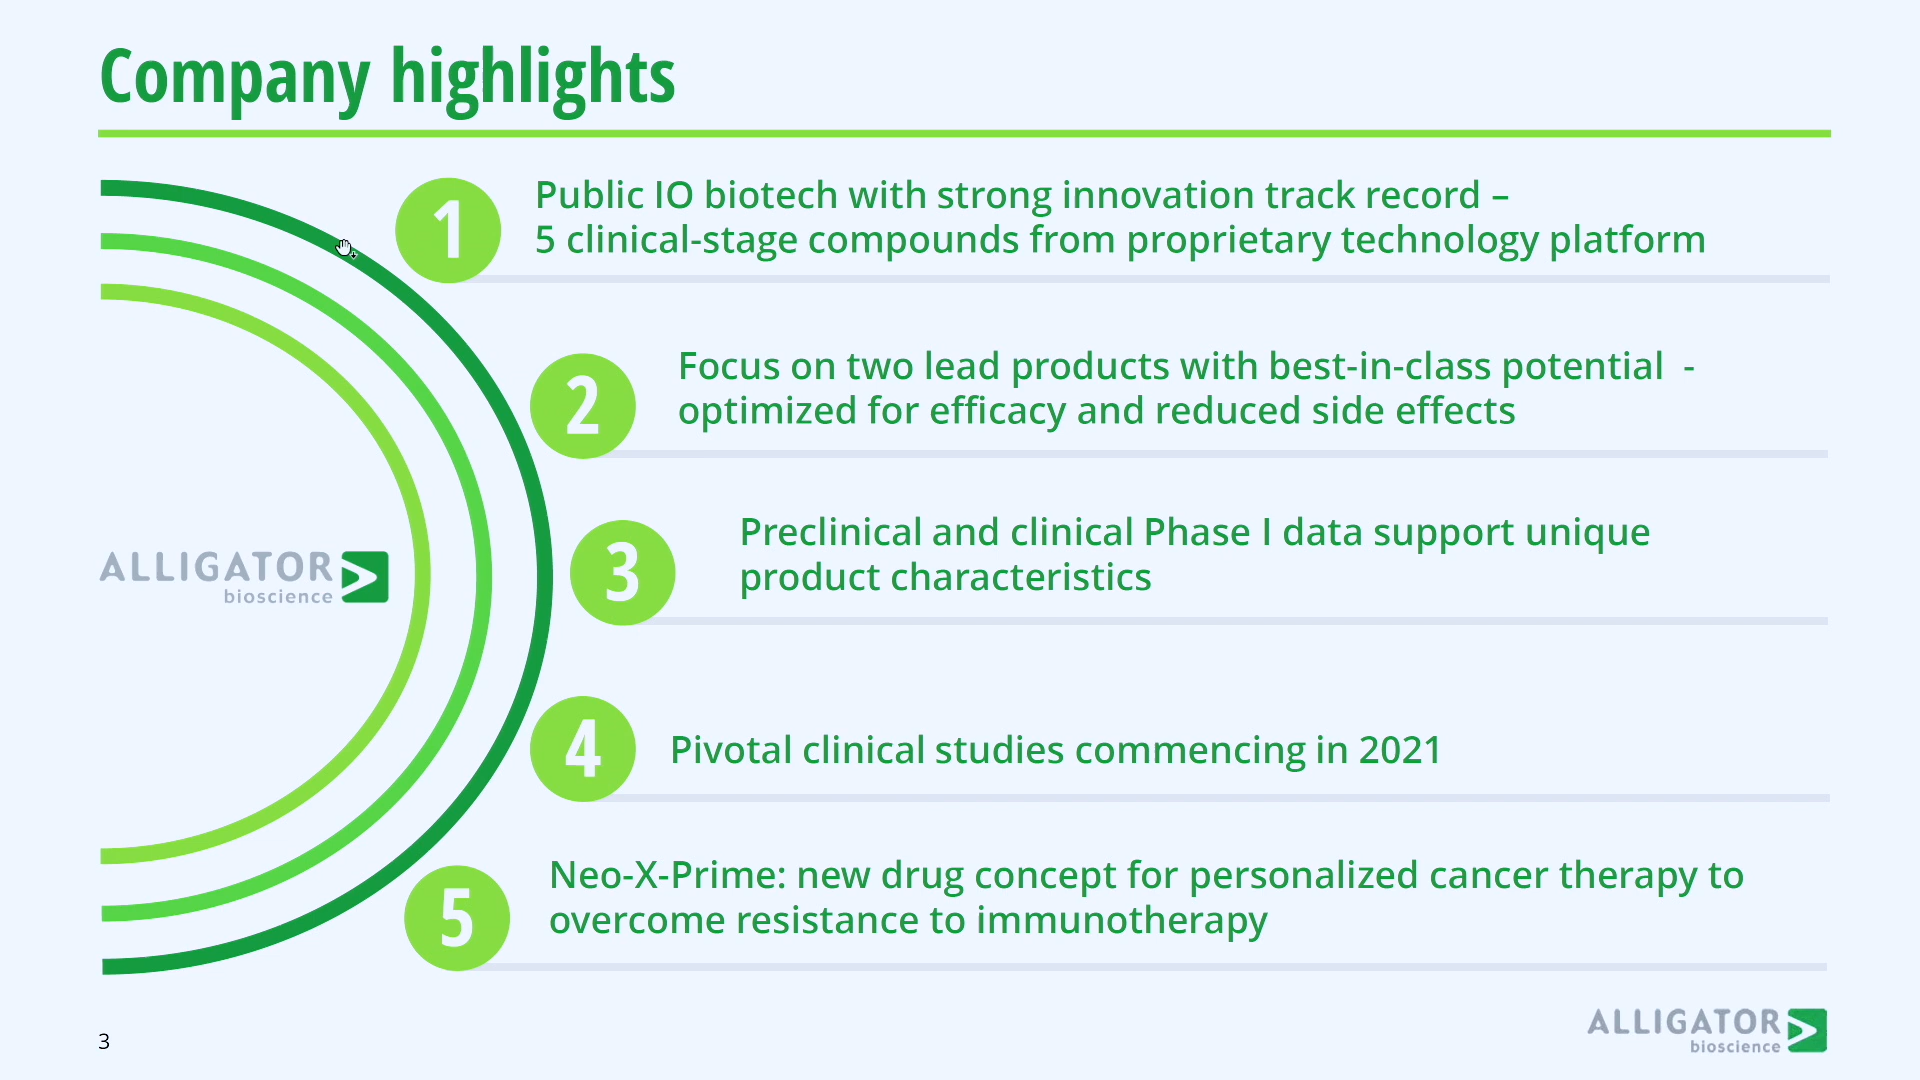 Company highlights
1
Public IO biotech with strong innovation track record –
5 clinical-stage compounds from proprietary technology platform
2
Focus on two lead products with best-in-class potential  -
optimized for efficacy and reduced side effects
3
Preclinical and clinical Phase I data support unique
product characteristics
ALLIGATOR
bioscience
4
Pivotal clinical studies commencing in 2021
5
Neo-X-Prime: new drug concept for personalized cancer therapy to
overcome resistance to immunotherapy
3
ALLIGATOR
bioscience